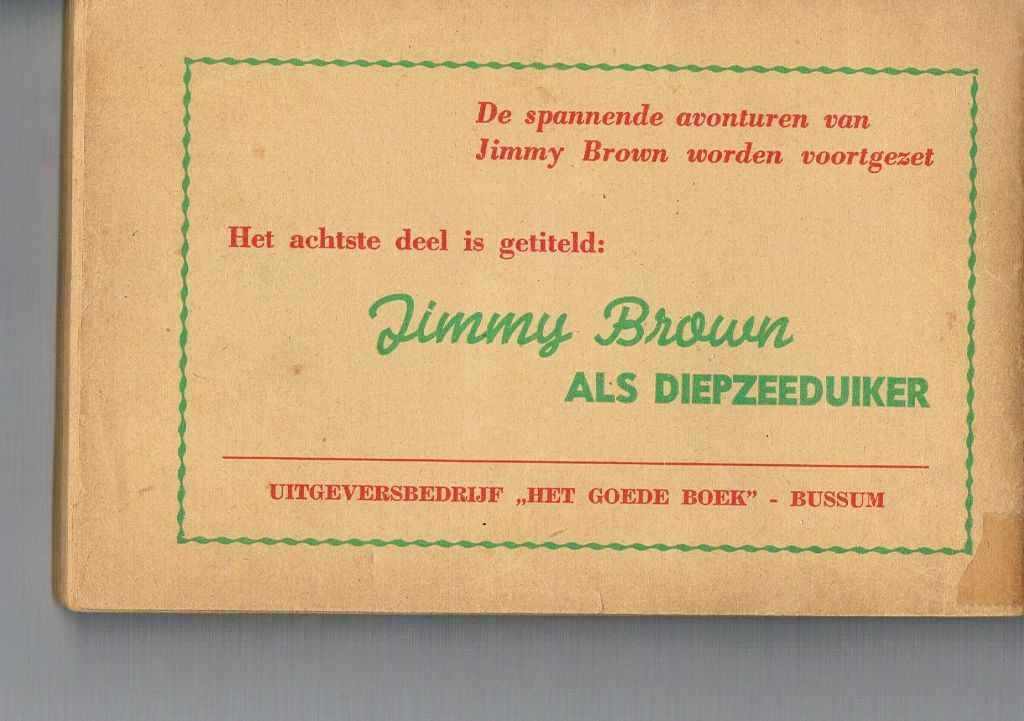 De spannende avonturen van
Jimmy Brown worden voortgezet
Het achtste deel is getiteld:
Jimmy Brown
ALS DIEPZEEDUIKER
UITGEVERSBEDRIJF „HET GOEDE BOEK” - BUSSUM